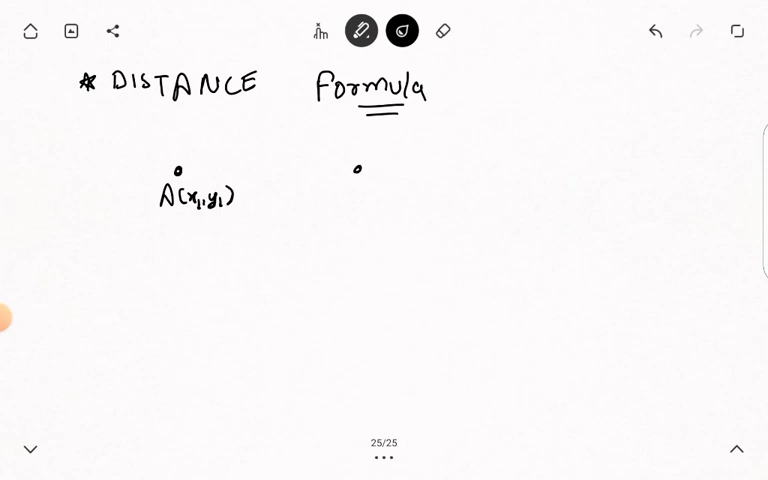 * DISTANCE Formula
A(x₁,y₁)
25/25